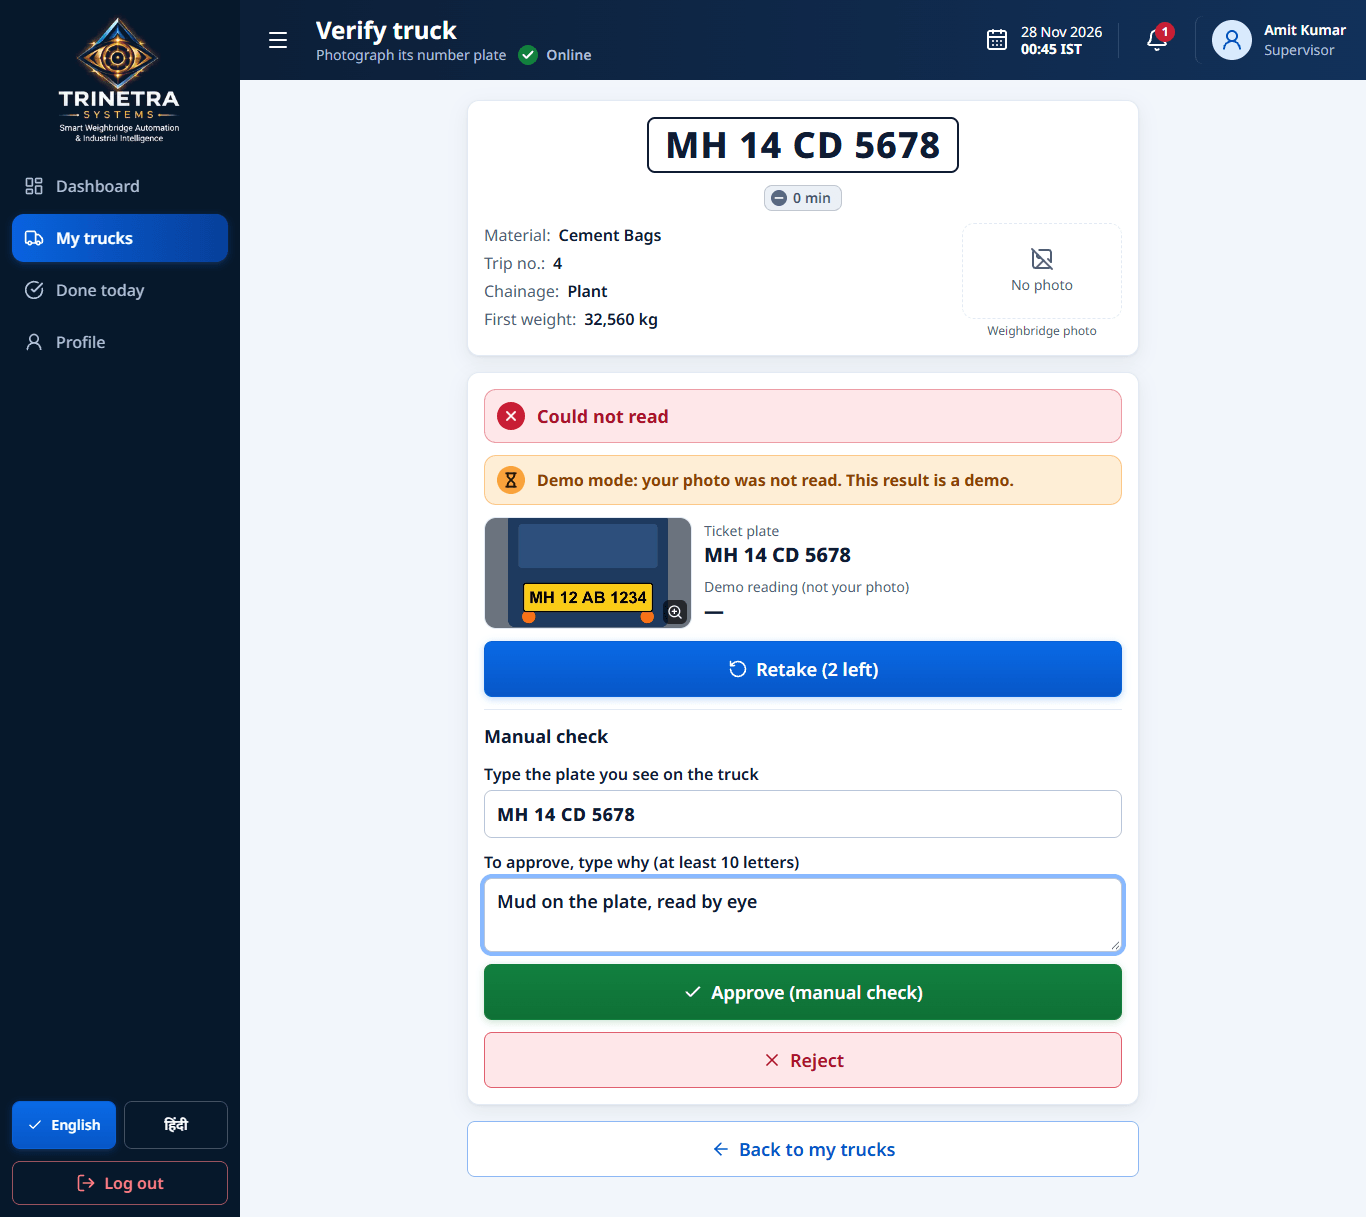 TRINETRA
SYSTEMS
Smart Weighbridge Automation
& Industrial Intelligence
Dashboard
My trucks
Done today
Profile
English
हिंदी
Log out
Verify truck
Photograph its number plate
Online
28 Nov 2026
00:45 IST
1
Amit Kumar
Supervisor
MH 14 CD 5678
0 min
Material: Cement Bags
Trip no.: 4
Chainage: Plant
First weight: 32,560 kg
No photo
Weighbridge photo
Could not read
Demo mode: your photo was not read. This result is a demo.
MH 12 AB 1234
Ticket plate
MH 14 CD 5678
Demo reading (not your photo)
—
Retake (2 left)
Manual check
Type the plate you see on the truck
MH 14 CD 5678
To approve, type why (at least 10 letters)
Mud on the plate, read by eye
Approve (manual check)
Reject
Back to my trucks